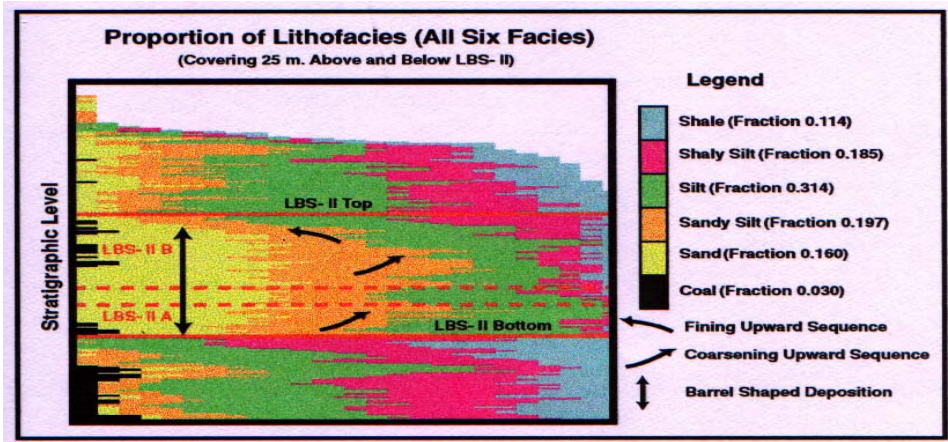 Proportion of Lithofacies (All Six Facies)
(Covering 25 m. Above and Below LBS- II)
Stratigraphic Level
LBS- II Top
LBS- II B
LBS- II A
LBS- II Bottom
Legend
Shale (Fraction 0.114)
Shaly Silt (Fraction 0.185)
Silt (Fraction 0.314)
Sandy Silt (Fraction 0.197)
Sand (Fraction 0.160)
Coal (Fraction 0.030)
Fining Upward Sequence
Coarsening Upward Sequence
Barrel Shaped Deposition